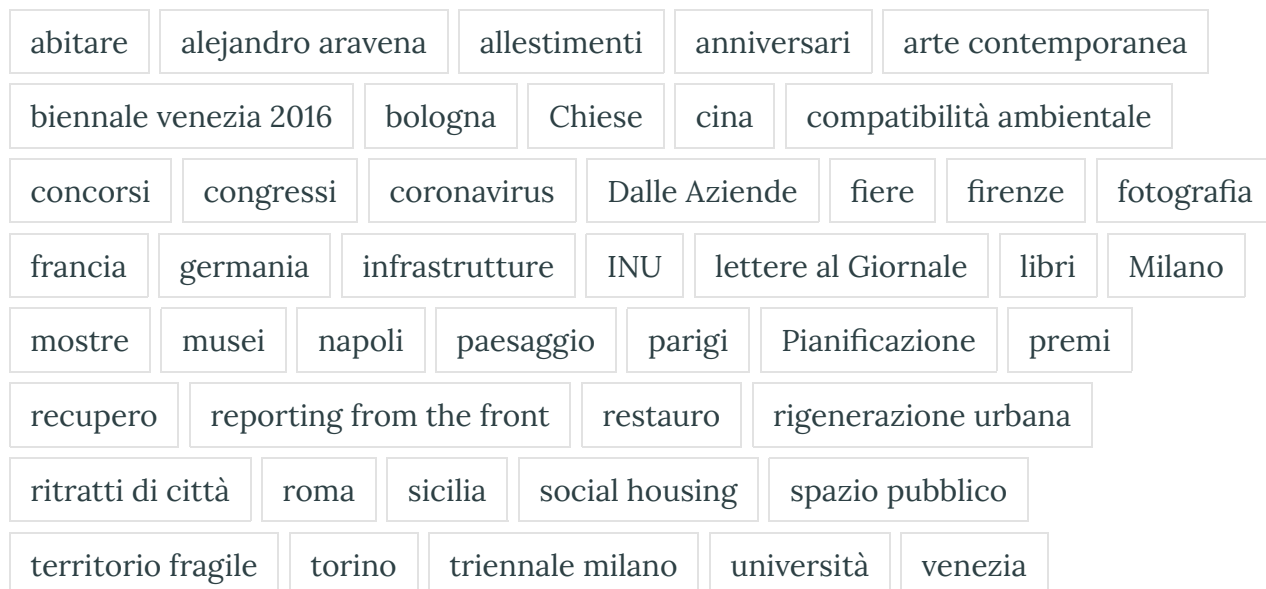 abitare alejandro aravena allestimenti anniversari arte contemporanea
biennale venezia 2016 bologna Chiese cina compatibilità ambientale
concorsi congressi coronavirus Dalle Aziende fiere firenze fotografia
francia germania infrastrutture INU lettere al Giornale libri Milano
mostre musei napoli paesaggio parigi Pianificazione premi
recupero reporting from the front restauro rigenerazione urbana
ritratti di città roma sicilia social housing spazio pubblico
territorio fragile torino triennale milano università venezia